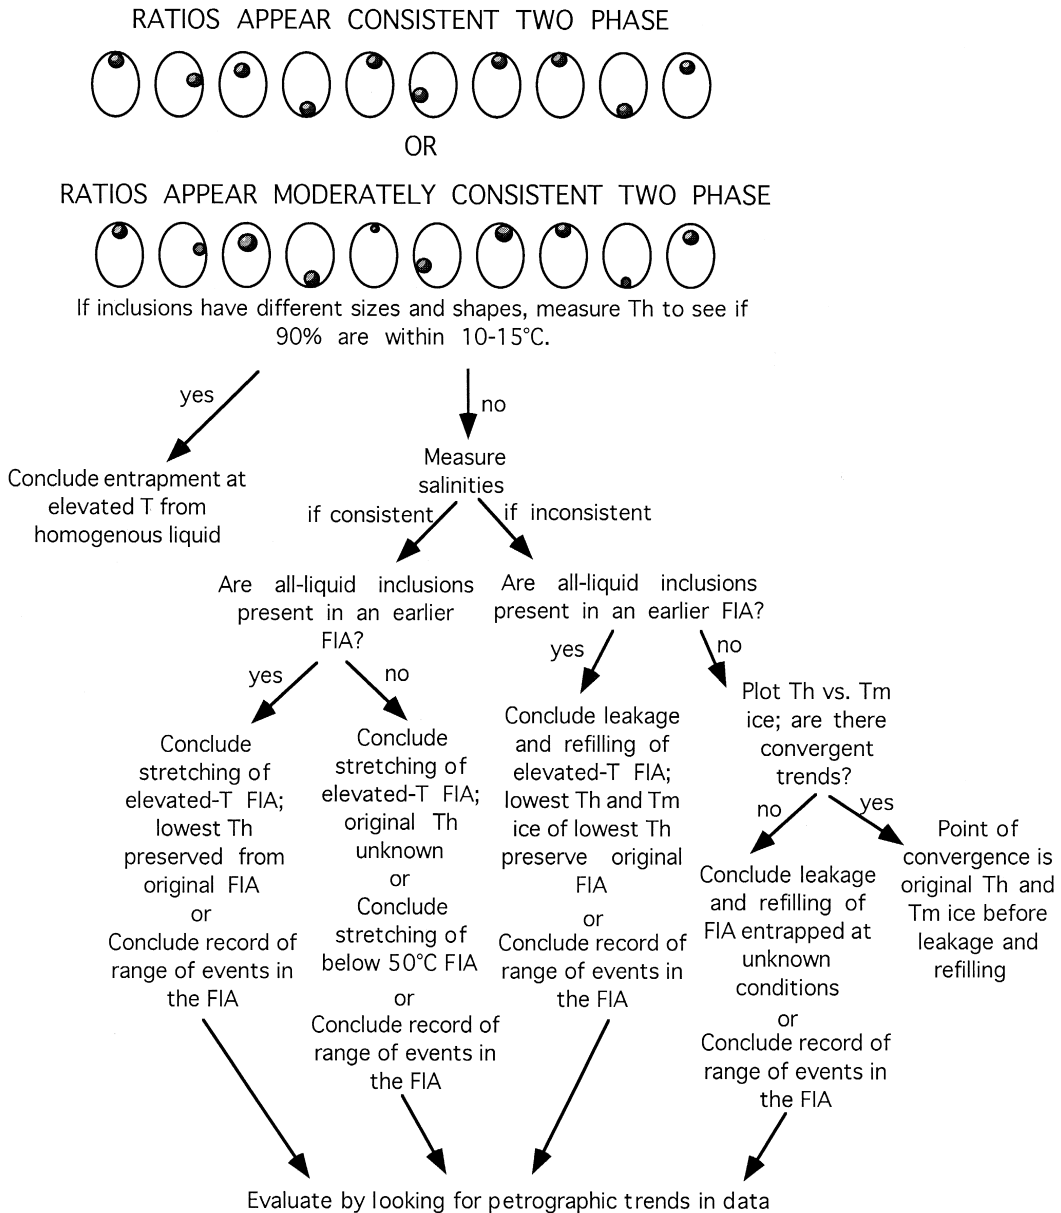 RATIOS APPEAR CONSISTENT TWO PHASE
OR
RATIOS APPEAR MODERATELY CONSISTENT TWO PHASE
If inclusions have different sizes and shapes, measure Th to see if
90% are within 10-15°C.
yes
no
Conclude entrapment at
elevated T from
homogenous liquid
Measure
salinities
if consistent
if inconsistent
Are all-liquid inclusions
present in an earlier
FIA?
Are all-liquid inclusions
present in an earlier FIA?
yes
no
yes
no
Conclude
stretching of
elevated-T FIA;
lowest Th
preserved from
original FIA
or
Conclude record of
range of events in
the FIA
Conclude
stretching of
elevated-T FIA;
original Th
unknown
or
Conclude
stretching of
below 50°C FIA
or
Conclude record of
range of events in
the FIA
Conclude leakage
and refilling of
elevated-T FIA;
lowest Th and Tm
ice of lowest Th
preserve original
FIA
or
Conclude record of
range of events in
the FIA
Plot Th vs. Tm
ice; are there
convergent
trends?
no
yes
Conclude leakage
and refilling of
FIA entrapped at
unknown
conditions
or
Conclude record of
range of events in
the FIA
Point of
convergence is
original Th and
Tm ice before
leakage and
refilling
Evaluate by looking for petrographic trends in data